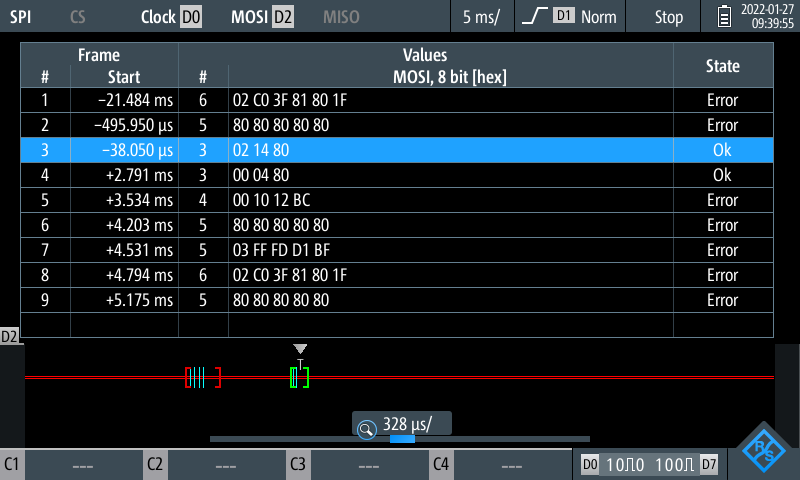 SPI CS Clock D0 MOSI D2 MISO 5 ms/ D1 Norm Stop 2022-01-27
09:39:55
Frame Values State
# Start # MOSI, 8 bit [hex]
1 −21.484 ms 6 02 C0 3F 81 80 1F Error
2 −495.950 µs 5 80 80 80 80 80 Error
3 −38.050 µs 3 02 14 80 Ok
4 +2.791 ms 3 00 04 80 Ok
5 +3.534 ms 4 00 10 12 BC Error
6 +4.203 ms 5 80 80 80 80 80 Error
7 +4.531 ms 5 03 FF FD D1 BF Error
8 +4.794 ms 6 02 C0 3F 81 80 1F Error
9 +5.175 ms 5 80 80 80 80 80 Error
D2
T
328 µs/
C1 --- C2 --- C3 --- C4 --- D0 10⎍0 100⎍ D7 R&S